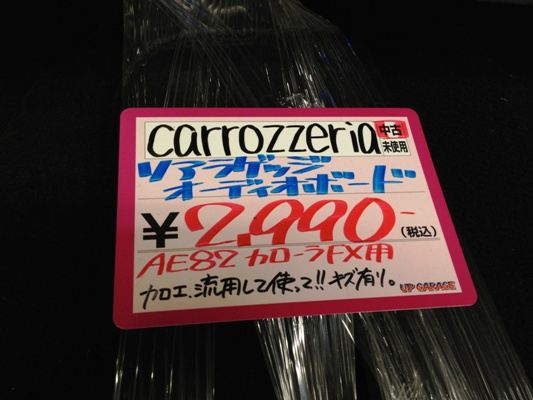 carrozzeria 中古 未使用
リアラゲッジ
オーディオボード
¥2,990- (税込)
AE82 カローラFX用
カロエ.流用して使って!!キズ有り。
UP GARAGE